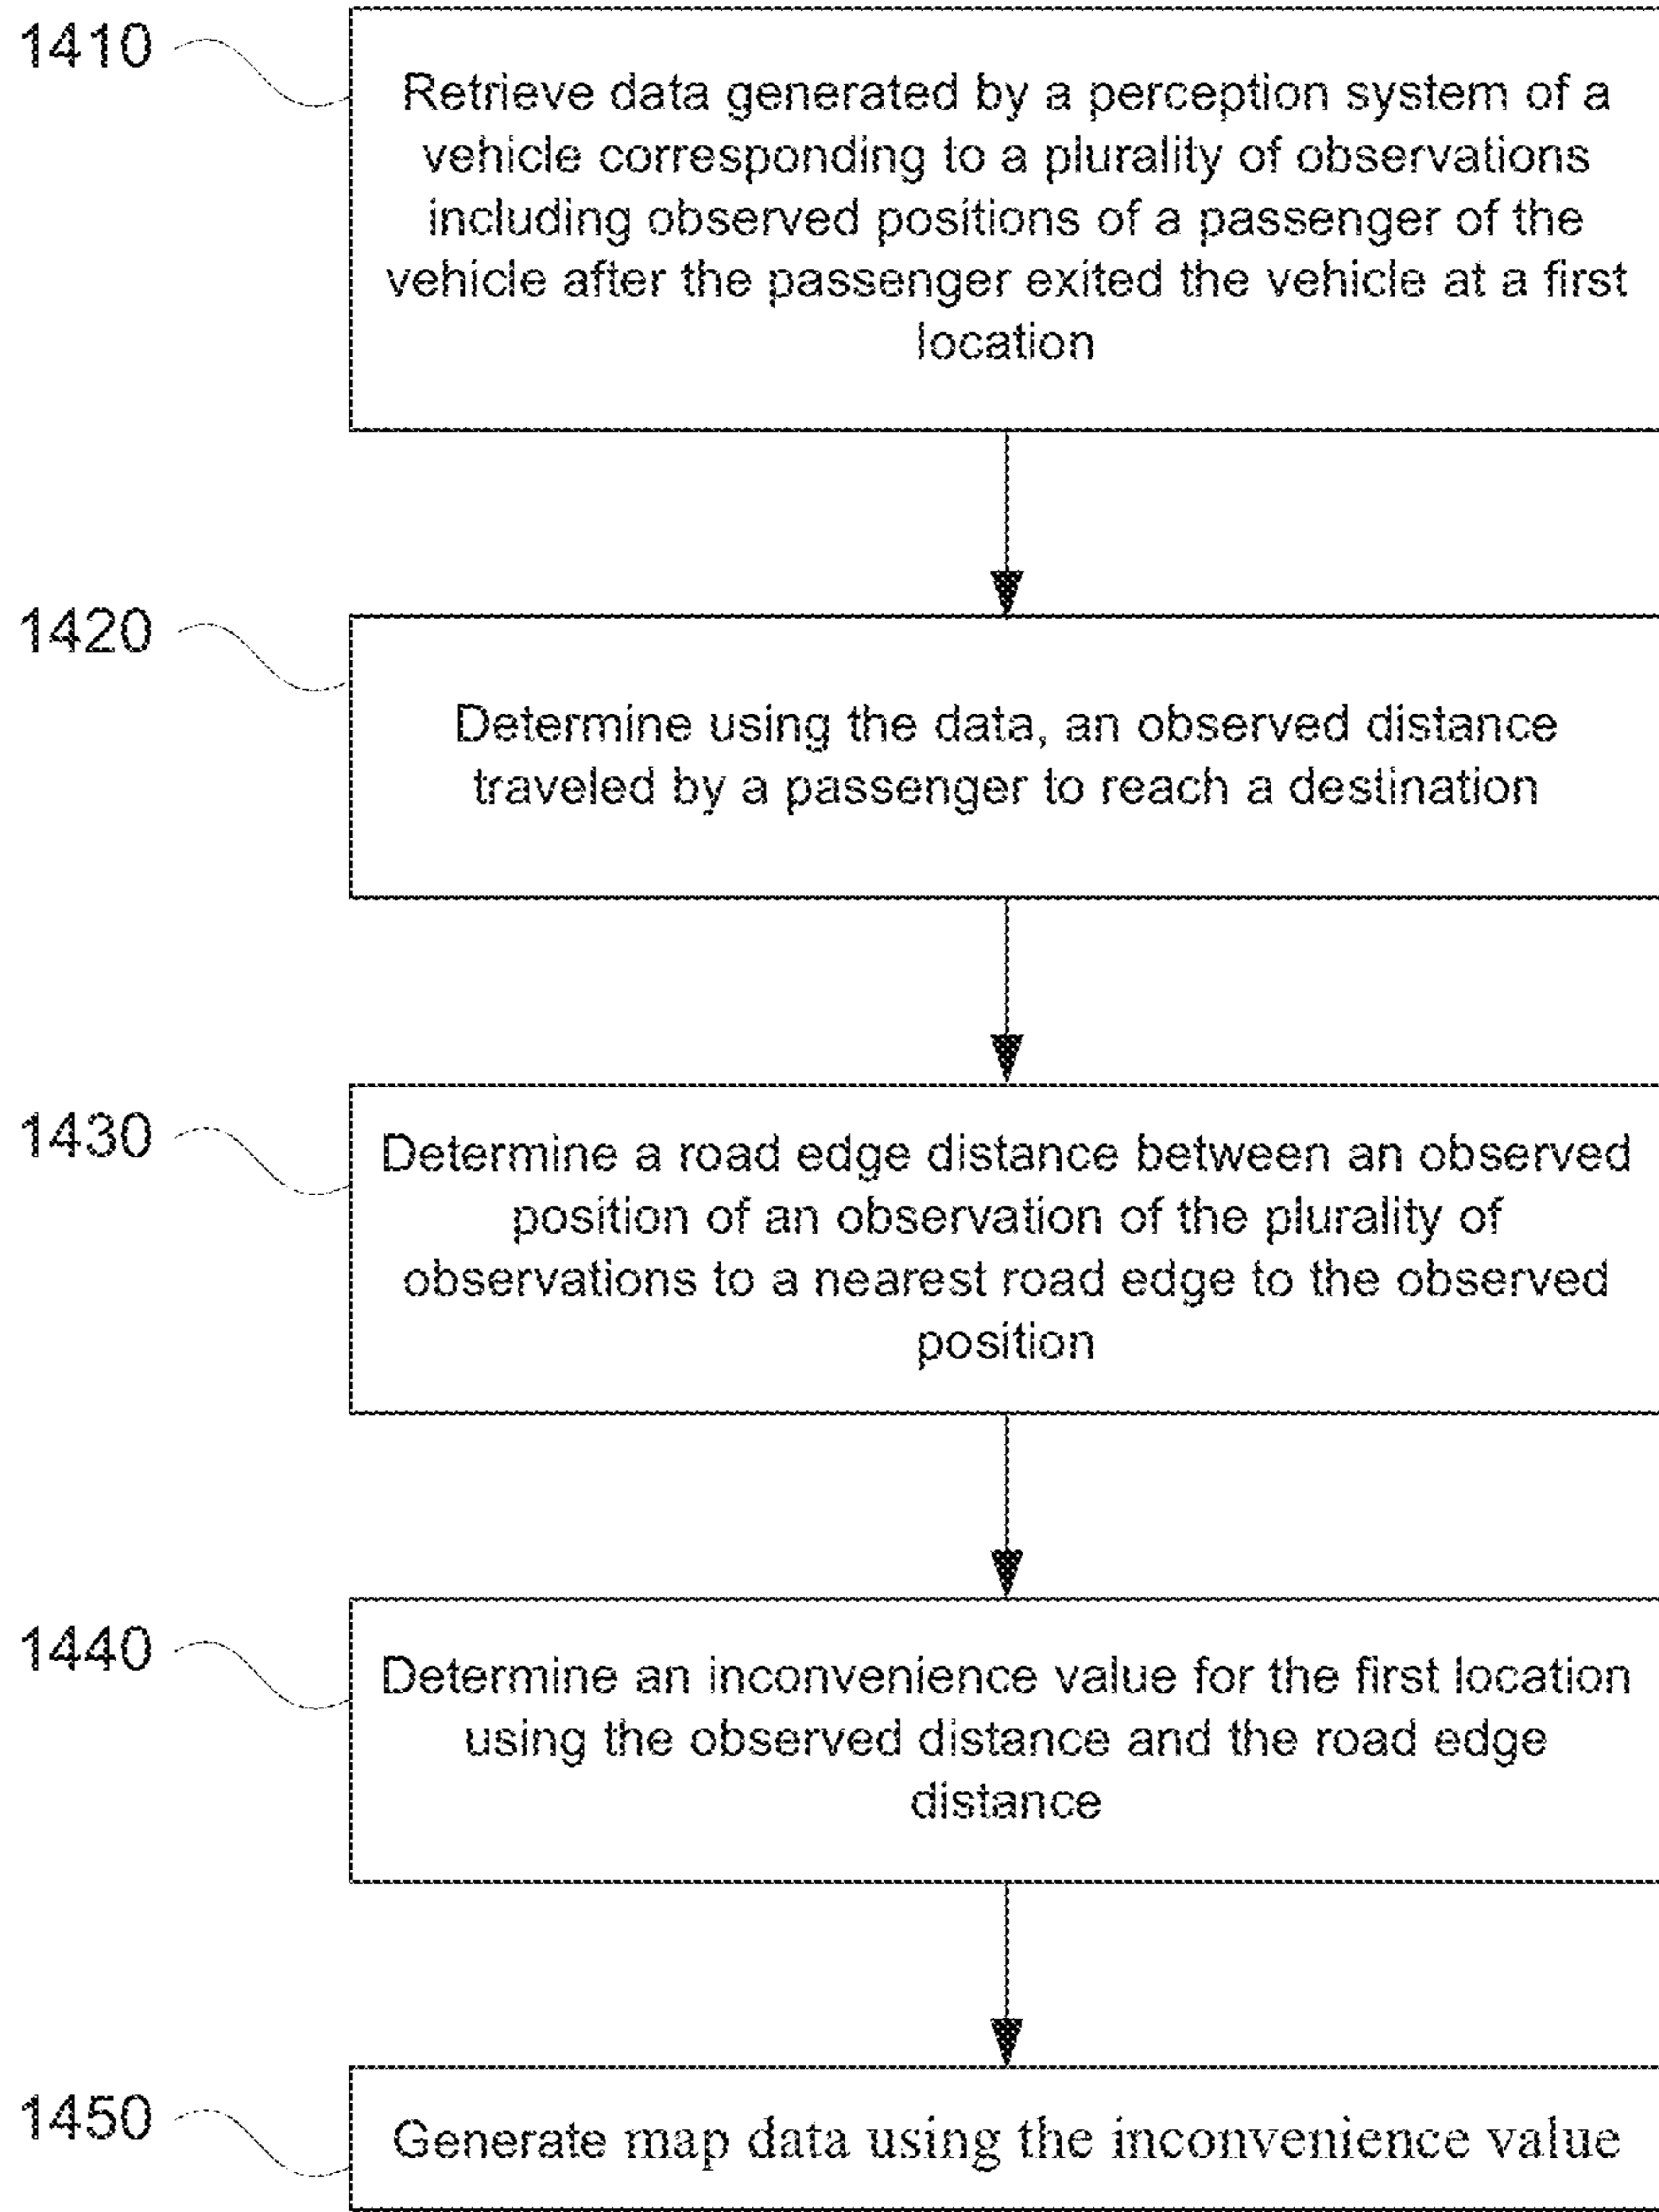 1410
Retrieve data generated by a perception system of a
vehicle corresponding to a plurality of observations
including observed positions of a passenger of the
vehicle after the passenger exited the vehicle at a first
location
1420
Determine using the data, an observed distance
traveled by a passenger to reach a destination
1430
Determine a road edge distance between an observed
position of an observation of the plurality of
observations to a nearest road edge to the observed
position
1440
Determine an inconvenience value for the first location
using the observed distance and the road edge
distance
1450
Generate map data using the inconvenience value